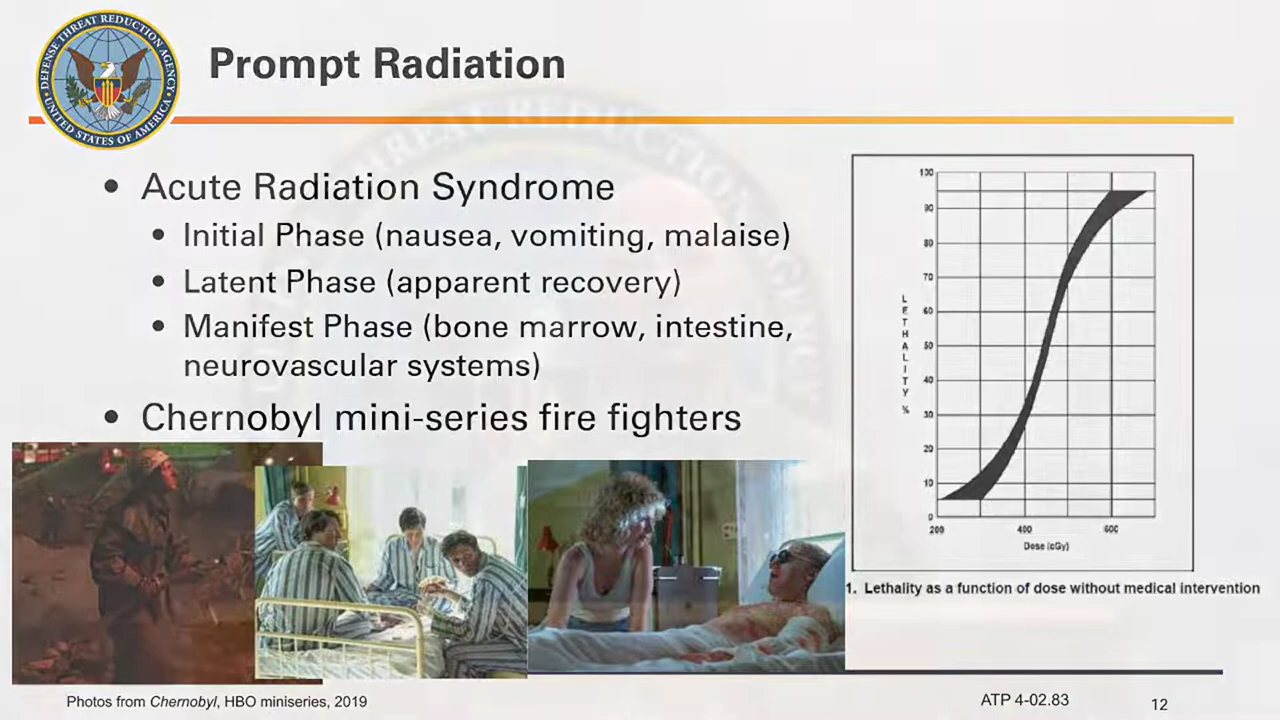 DEFENSE THREAT REDUCTION AGENCY
UNITED STATES OF AMERICA
Prompt Radiation
• Acute Radiation Syndrome
• Initial Phase (nausea, vomiting, malaise)
• Latent Phase (apparent recovery)
• Manifest Phase (bone marrow, intestine,
neurovascular systems)
• Chernobyl mini-series fire fighters
100
90
80
70
60
50
40
30
20
10
0
LETHALITY %
200
400
600
Dose (cGy)
1. Lethality as a function of dose without medical intervention
THREAT REDUCTION AGENCY
Photos from Chernobyl, HBO miniseries, 2019
ATP 4-02.83
12